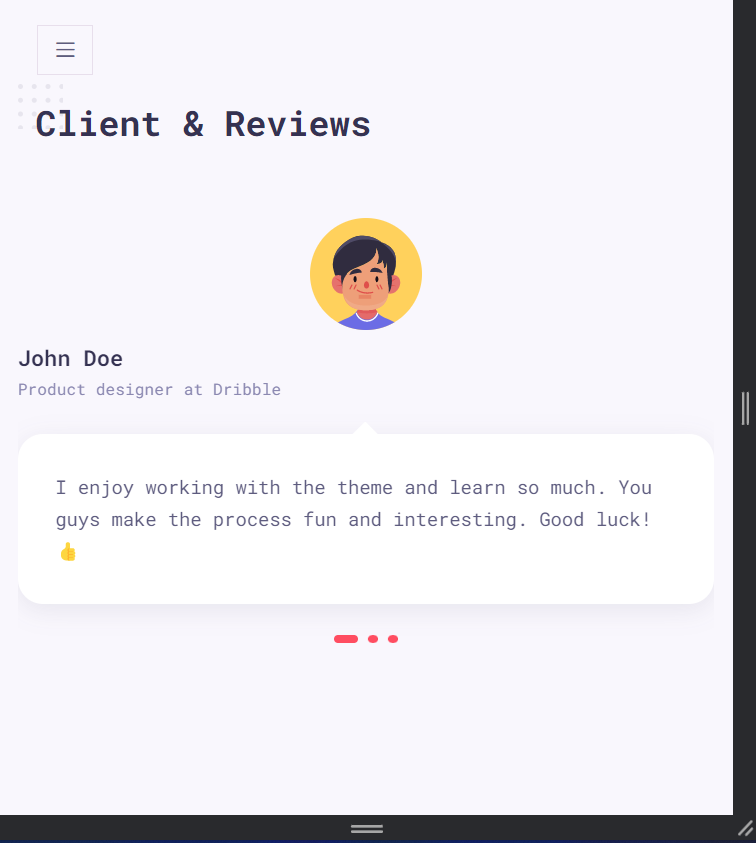 Client & Reviews
John Doe
Product designer at Dribble
I enjoy working with the theme and learn so much. You
guys make the process fun and interesting. Good luck!
👍